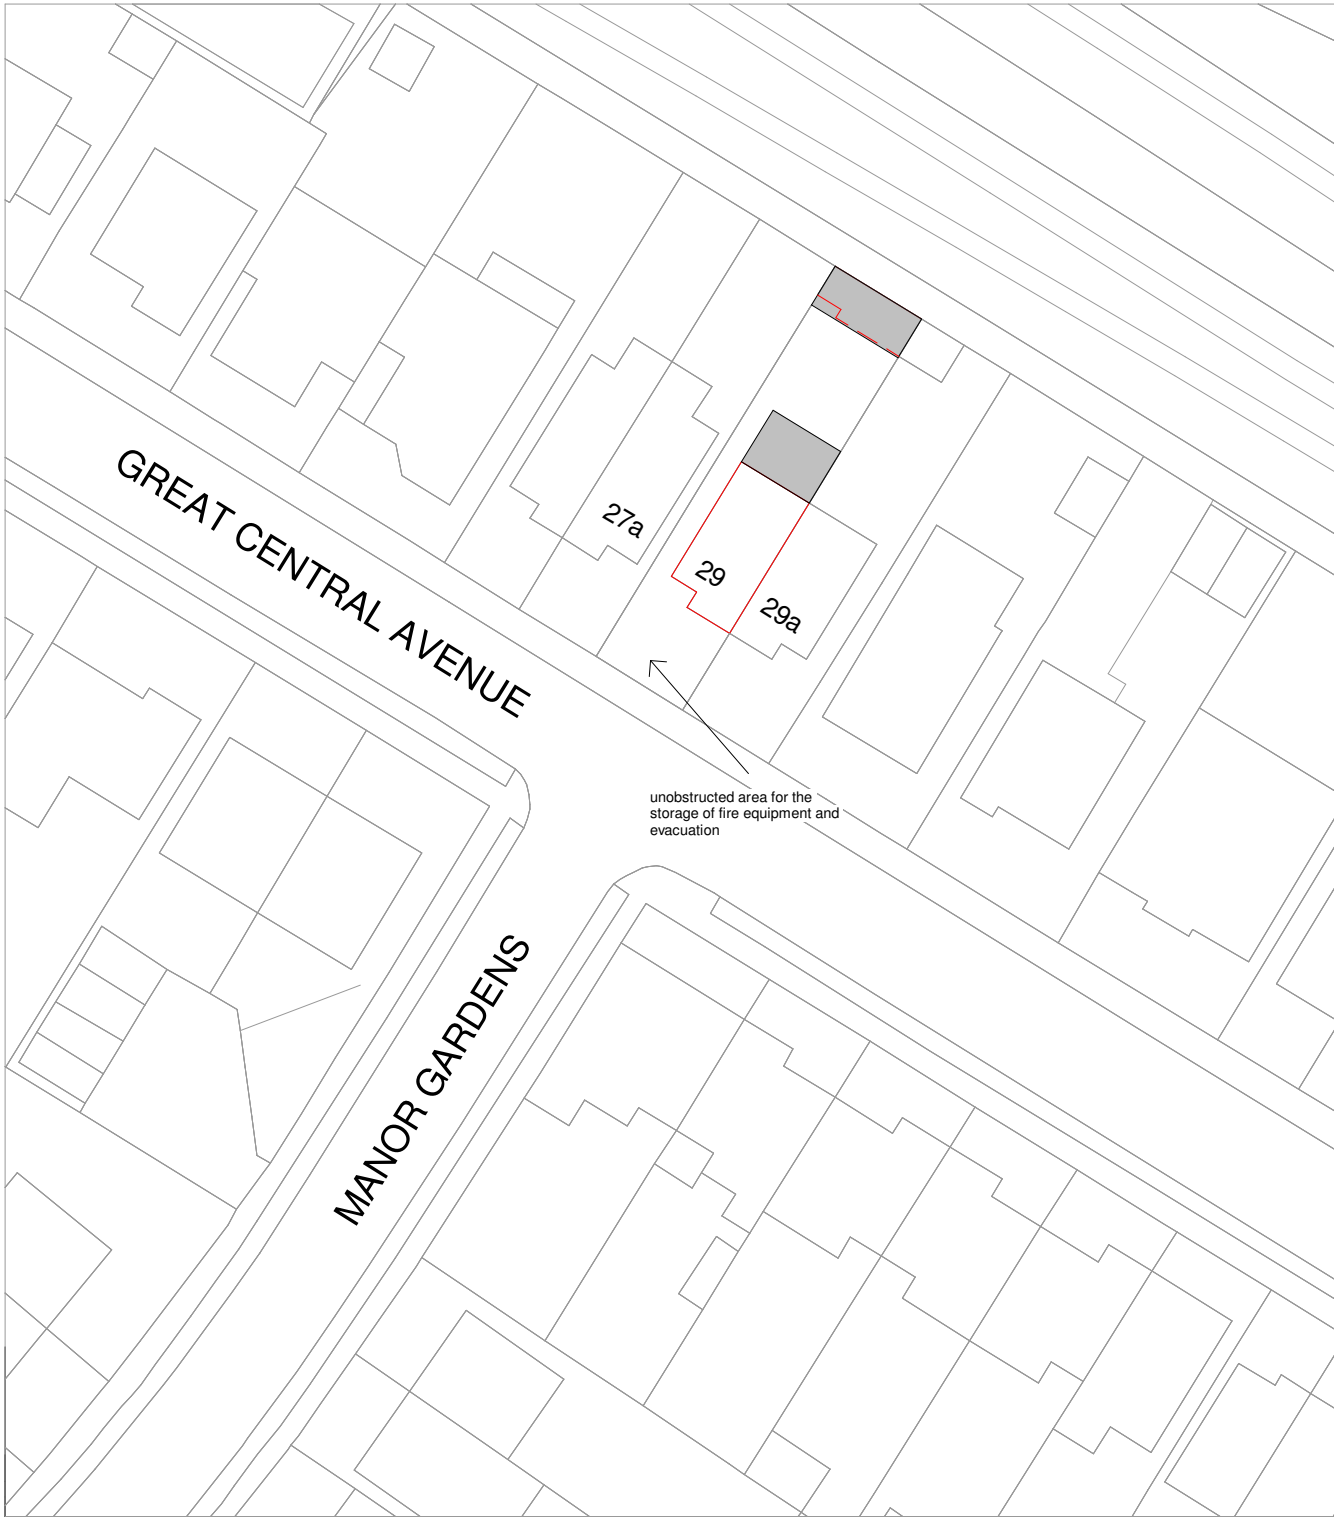 GREAT CENTRAL AVENUE
27a
29
29a
unobstructed area for the
storage of fire equipment and
evacuation
MANOR GARDENS